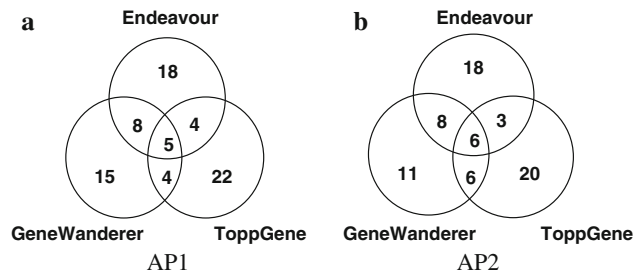 a Endeavour
18
8 4
5
15 4 22
GeneWanderer ToppGene
AP1
b Endeavour
18
8 3
6
11 6 20
GeneWanderer ToppGene
AP2